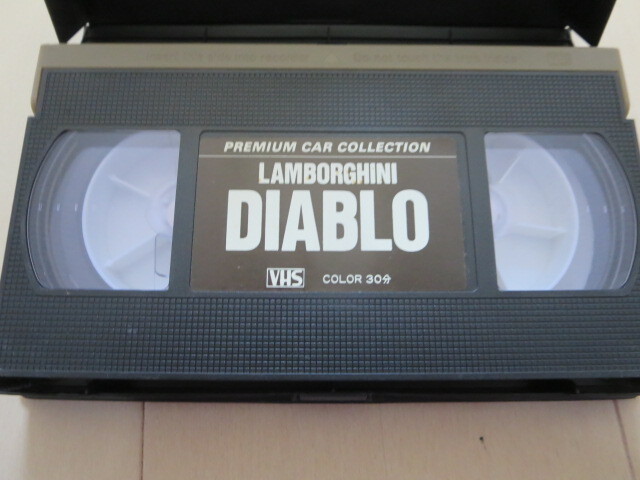 PREMIUM CAR COLLECTION
LAMBORGHINI
DIABLO
VHS COLOR 30分